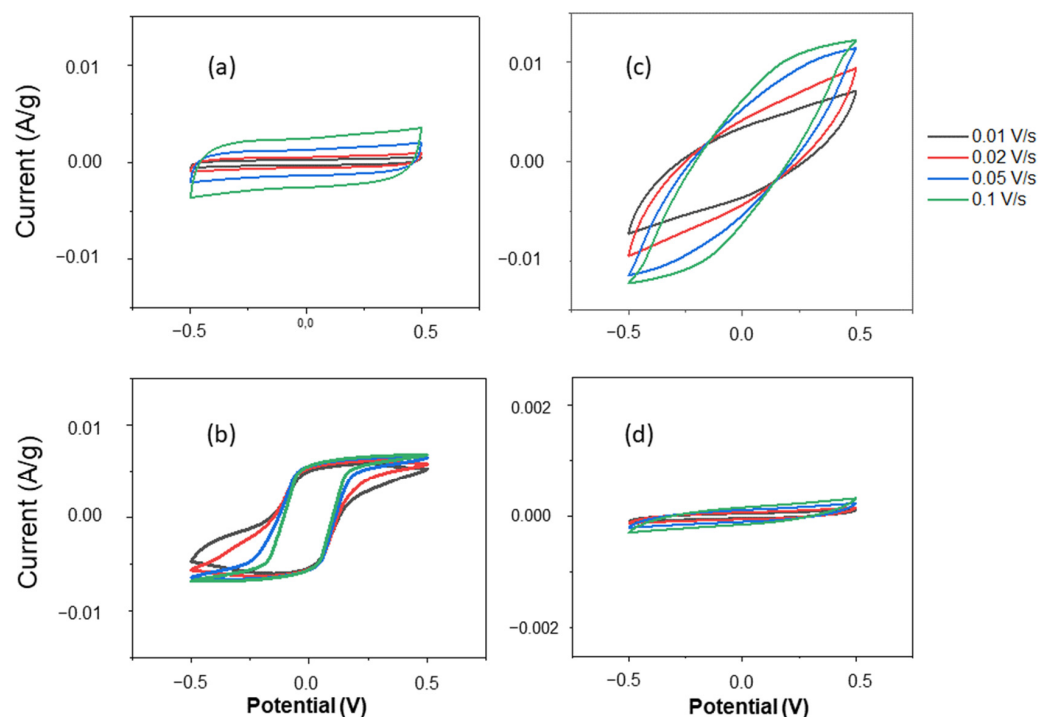 (a)
Current (A/g)
0.01
0.00
−0.01
−0.5
0,0
0.5
(c)
0.01
0.00
−0.01
−0.5
0.0
0.5
0.01 V/s
0.02 V/s
0.05 V/s
0.1 V/s
(b)
Current (A/g)
0.01
0.00
−0.01
−0.5
0.0
0.5
Potential (V)
(d)
0.002
0.000
−0.002
−0.5
0.0
0.5
Potential (V)